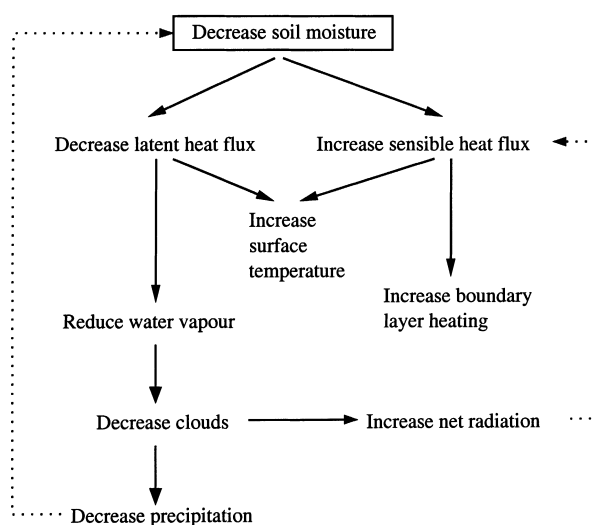 Decrease soil moisture
Decrease latent heat flux
Increase sensible heat flux
Increase
surface
temperature
Increase boundary
layer heating
Reduce water vapour
Decrease clouds
Increase net radiation
Decrease precipitation